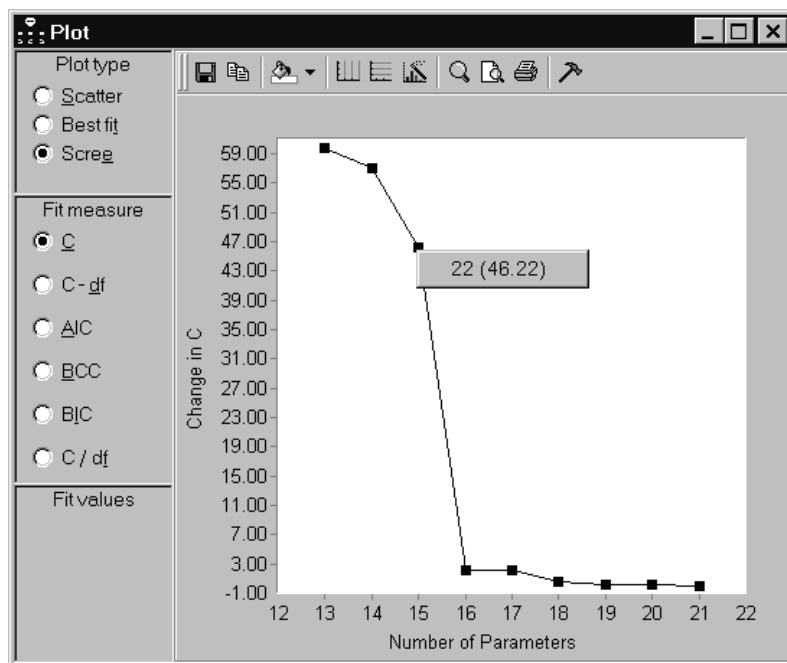 Plot
Plot type
Scatter
Best fit
Scree
Fit measure
C
C - df
AIC
BCC
BIC
C / df
Fit values
59.00
55.00
51.00
47.00
43.00
39.00
35.00
31.00
27.00
23.00
19.00
15.00
11.00
7.00
3.00
-1.00
Change in C
22 (46.22)
12 13 14 15 16 17 18 19 20 21 22
Number of Parameters